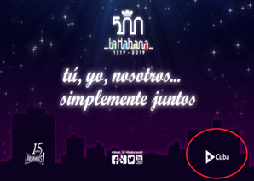 500
La Habana
1519 - 2019
tú, yo, nosotros...
simplemente juntos
15
Cuba